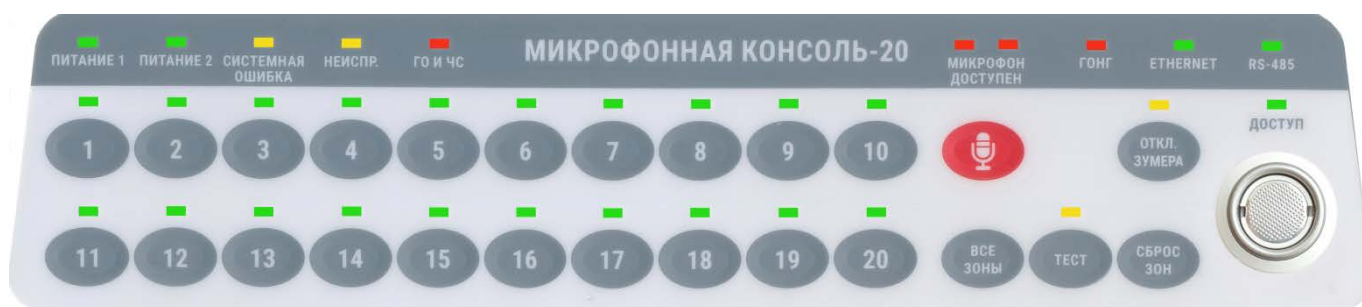 МИКРОФОННАЯ КОНСОЛЬ-20
ПИТАНИЕ 1
ПИТАНИЕ 2
СИСТЕМНАЯ
ОШИБКА
НЕИСПР.
ГО И ЧС
МИКРОФОН
ДОСТУПЕН
ГОНГ
ETHERNET
RS-485
1 2 3 4 5 6 7 8 9 10
ОТКЛ.
ЗУМЕРА
ДОСТУП
11 12 13 14 15 16 17 18 19 20
ВСЕ
ЗОНЫ
ТЕСТ
СБРОС
ЗОН